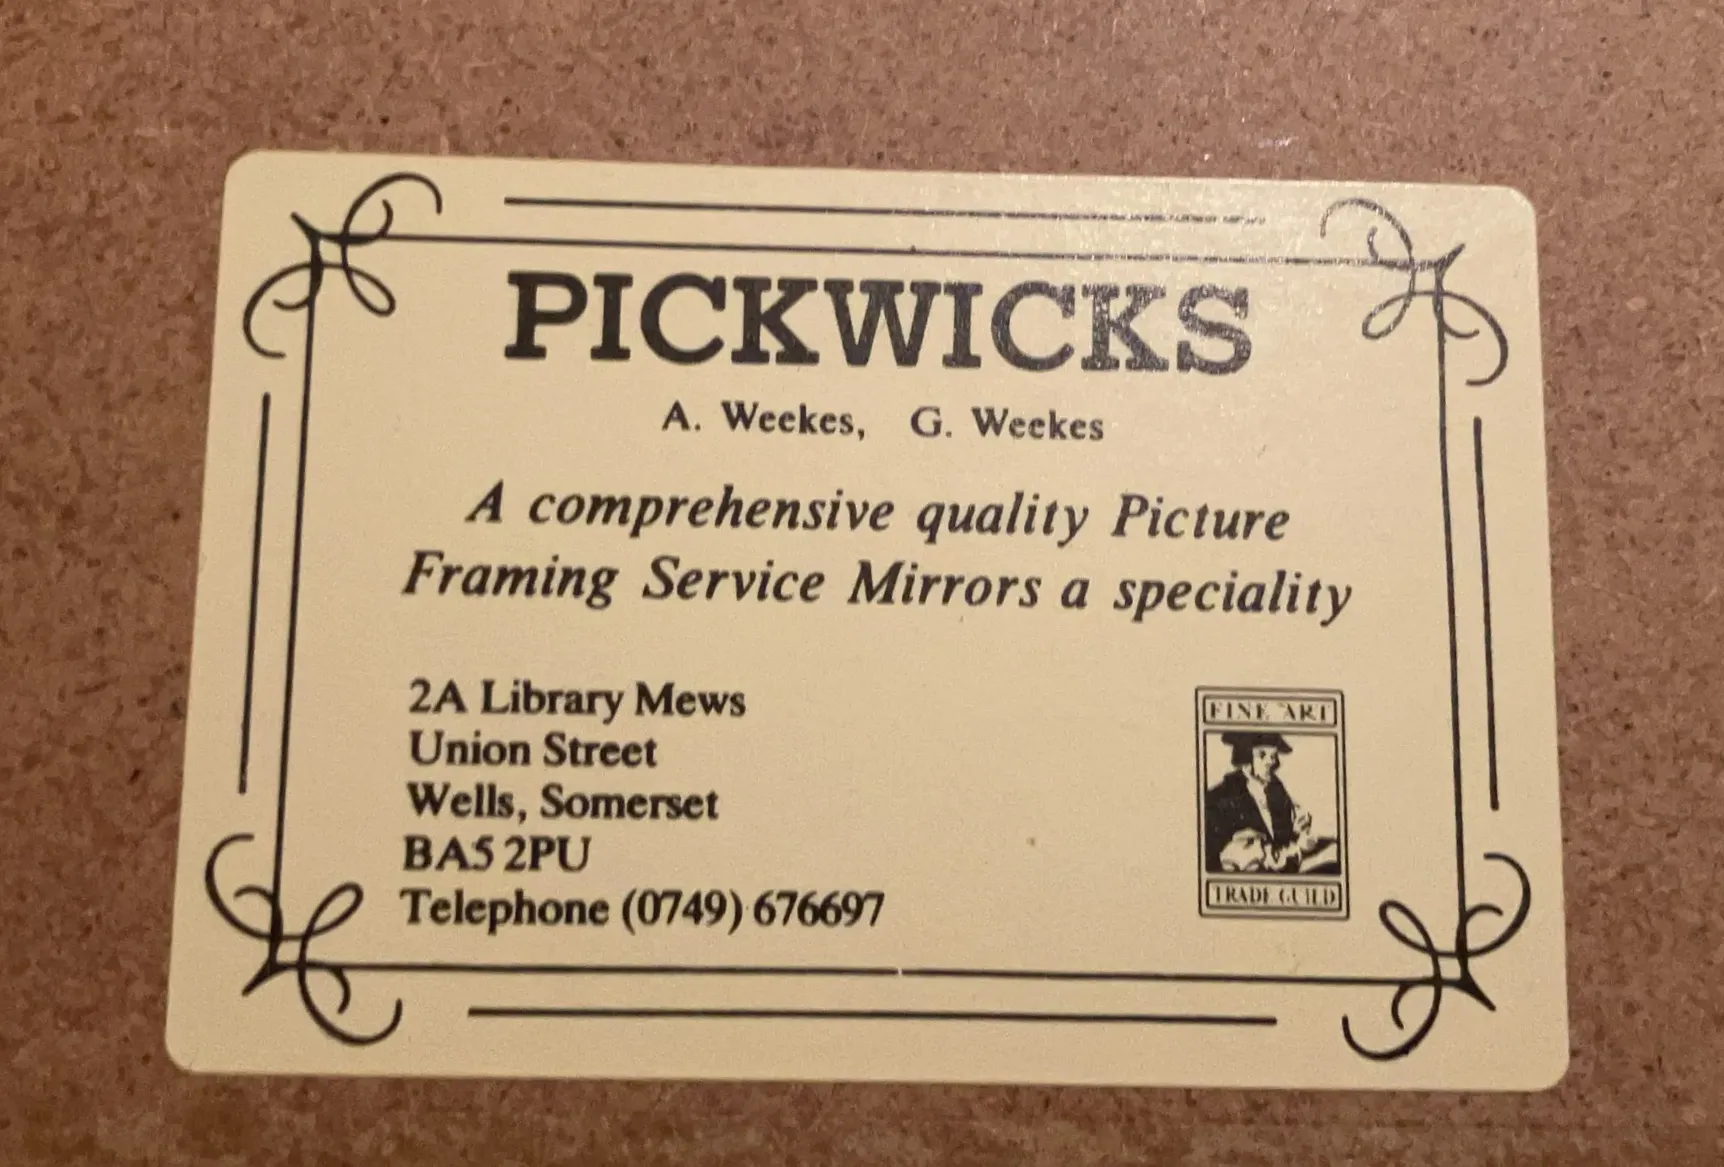 PICKWICKS
A. Weekes, G. Weekes
A comprehensive quality Picture
Framing Service Mirrors a speciality
2A Library Mews
Union Street
Wells, Somerset
BA5 2PU
Telephone (0749) 676697
FINE ART
TRADE GUILD